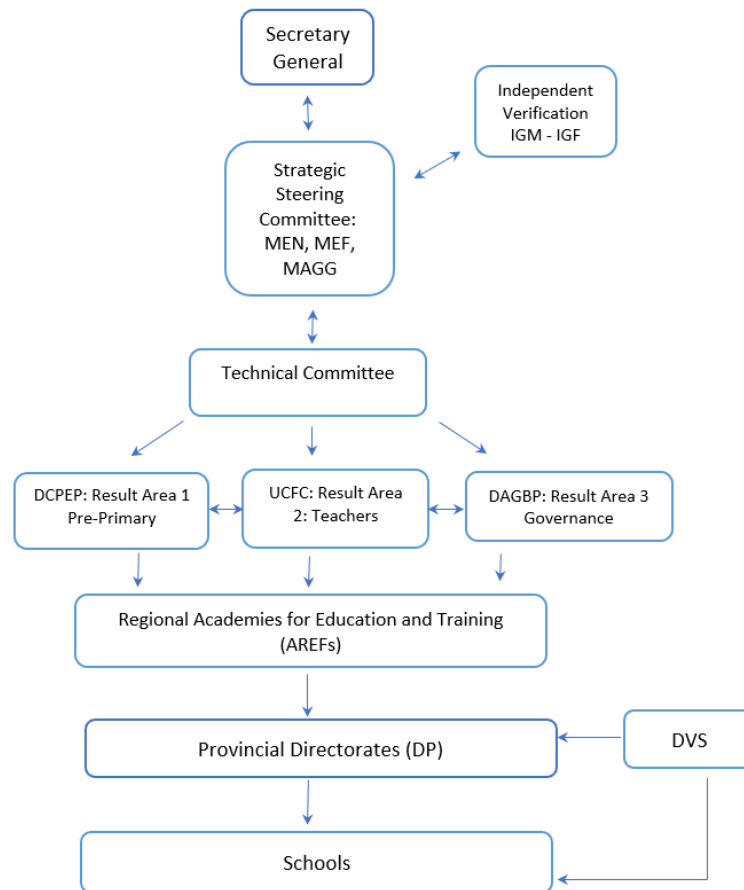 Secretary
General
Independent
Verification
IGM - IGF
Strategic
Steering
Committee:
MEN, MEF,
MAGG
Technical Committee
DCPEP: Result Area 1
Pre-Primary
UCFC: Result Area
2: Teachers
DAGBP: Result Area 3
Governance
Regional Academies for Education and Training
(AREFs)
Provincial Directorates (DP)
DVS
Schools